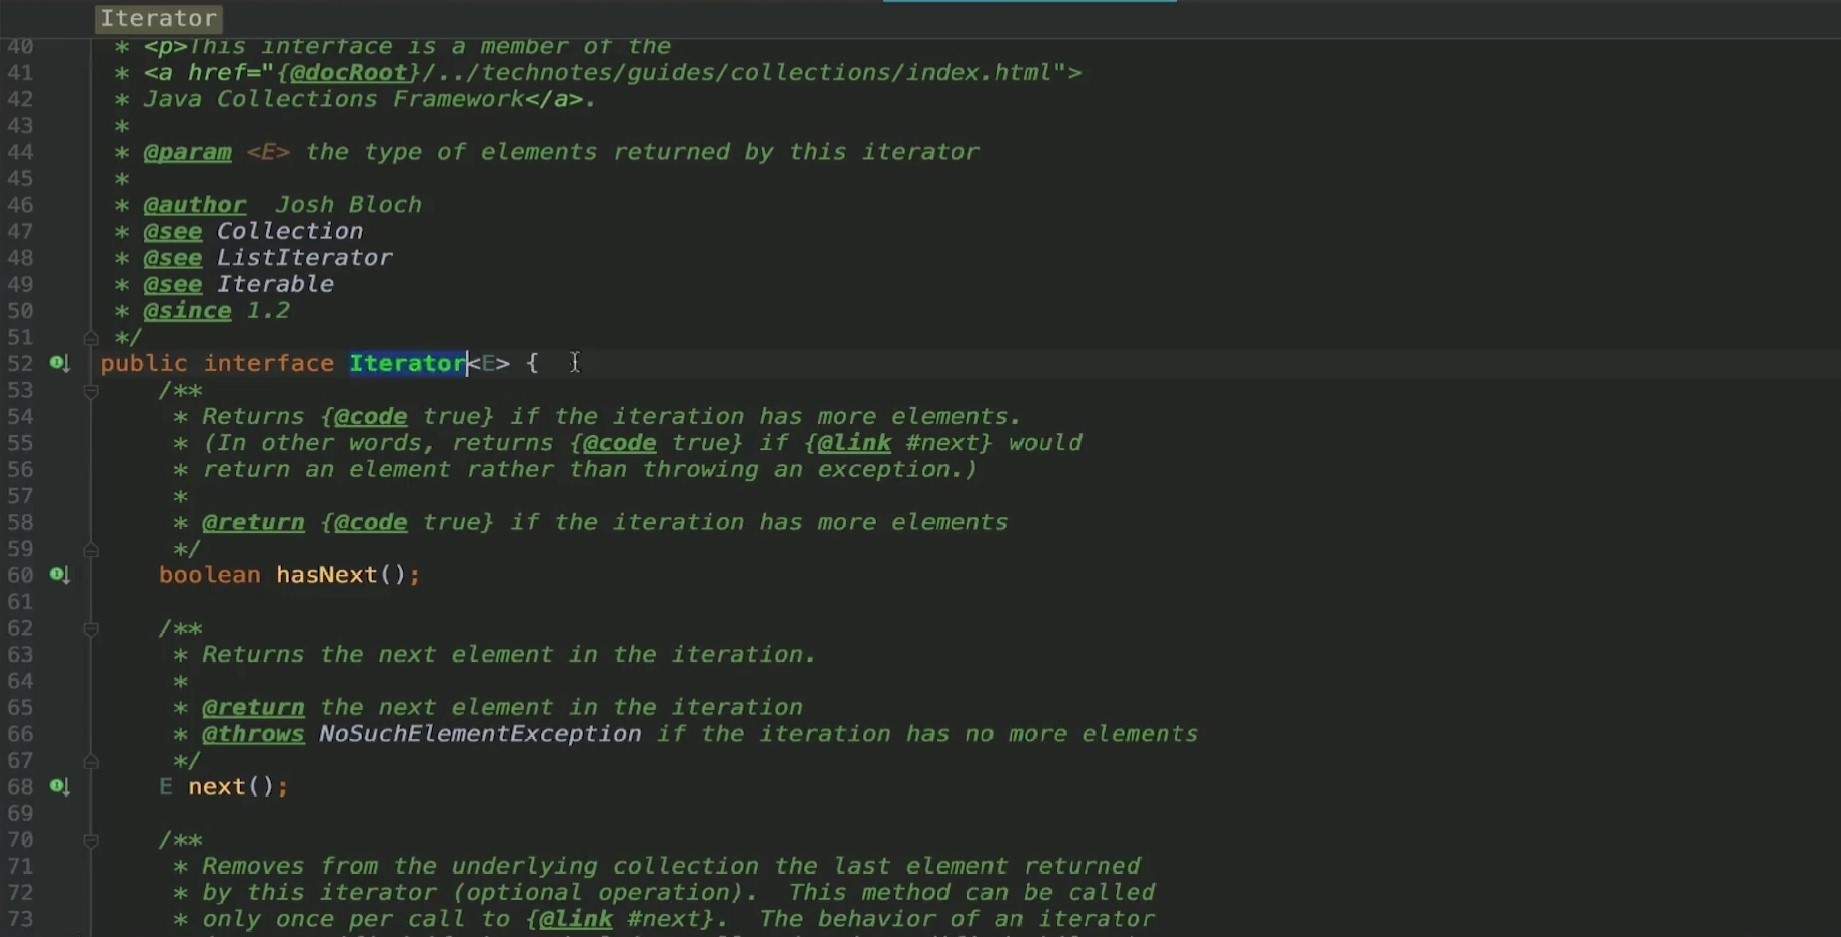 Iterator
40 * <p>This interface is a member of the
41 * <a href="{@docRoot}/../technotes/guides/collections/index.html">
42 * Java Collections Framework</a>.
43 *
44 * @param <E> the type of elements returned by this iterator
45 *
46 * @author  Josh Bloch
47 * @see Collection
48 * @see ListIterator
49 * @see Iterable
50 * @since 1.2
51 */
52 public interface Iterator<E> {
53 /**
54 * Returns {@code true} if the iteration has more elements.
55 * (In other words, returns {@code true} if {@link #next} would
56 * return an element rather than throwing an exception.)
57 *
58 * @return {@code true} if the iteration has more elements
59 */
60 boolean hasNext();
61
62 /**
63 * Returns the next element in the iteration.
64 *
65 * @return the next element in the iteration
66 * @throws NoSuchElementException if the iteration has no more elements
67 */
68 E next();
69
70 /**
71 * Removes from the underlying collection the last element returned
72 * by this iterator (optional operation).  This method can be called
73 * only once per call to {@link #next}.  The behavior of an iterator